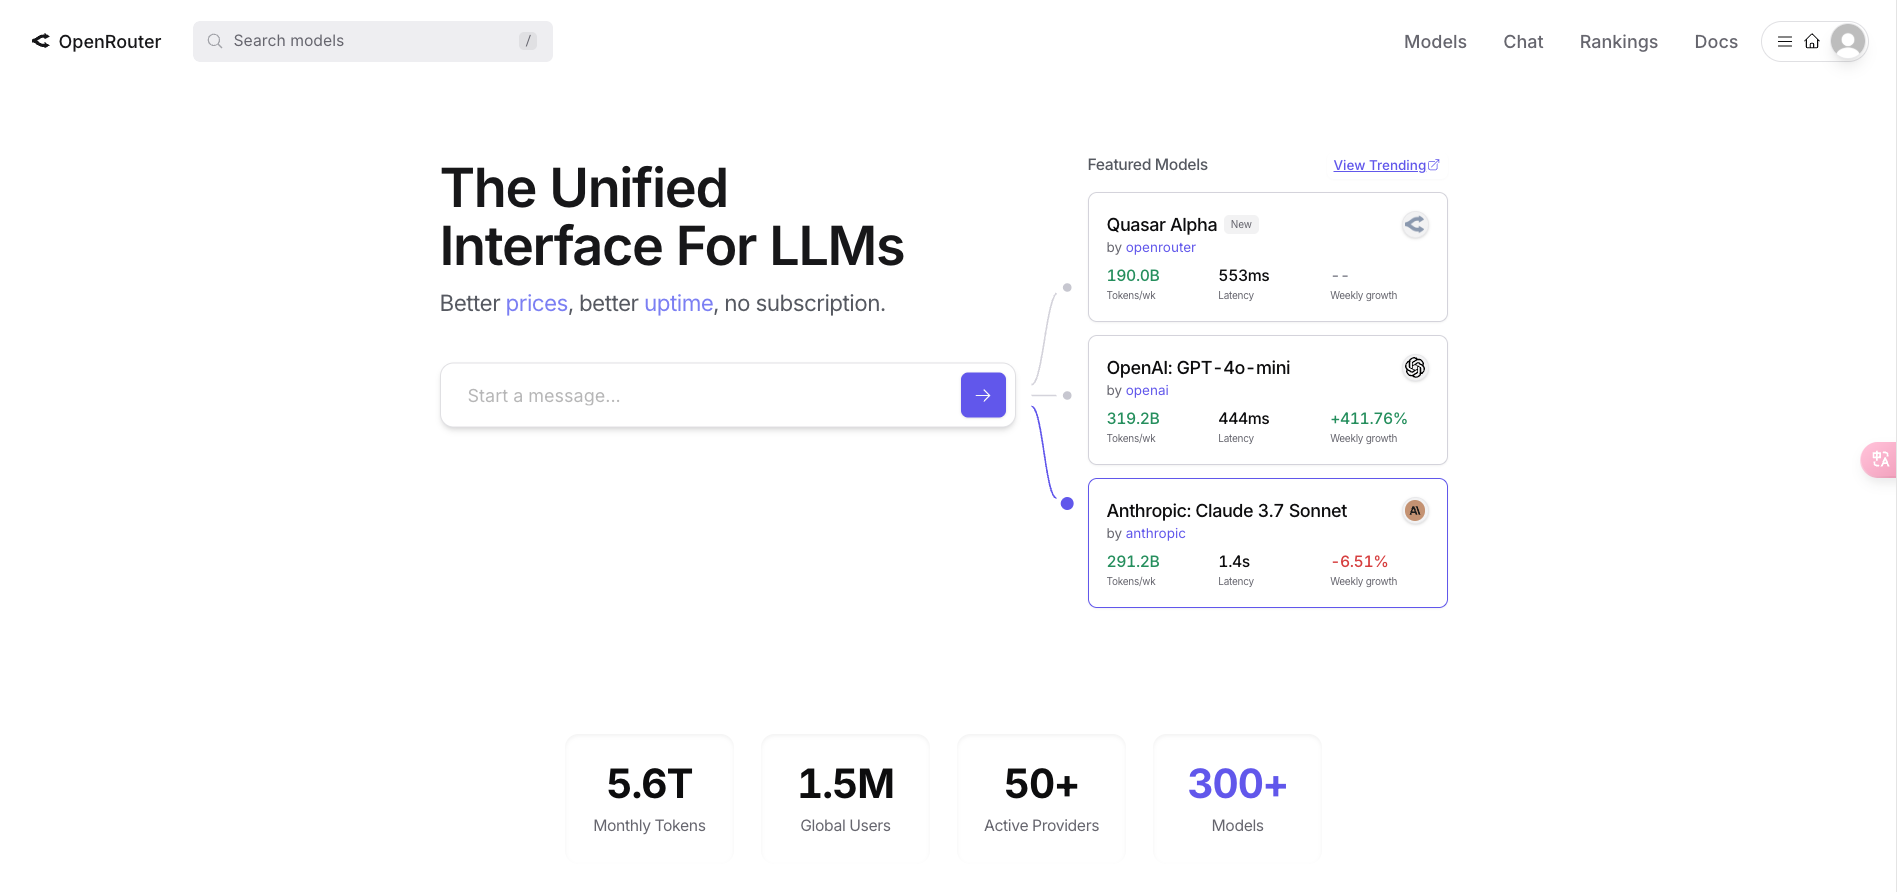 OpenRouter
Search models
/
Models
Chat
Rankings
Docs
The Unified
Interface For LLMs
Better prices, better uptime, no subscription.
Start a message...
Featured Models
View Trending
Quasar Alpha New
by openrouter
190.0B 553ms --
Tokens/wk Latency Weekly growth
OpenAI: GPT-4o-mini
by openai
319.2B 444ms +411.76%
Tokens/wk Latency Weekly growth
Anthropic: Claude 3.7 Sonnet
A\
by anthropic
291.2B 1.4s -6.51%
Tokens/wk Latency Weekly growth
中A
5.6T 1.5M 50+ 300+
Monthly Tokens Global Users Active Providers Models